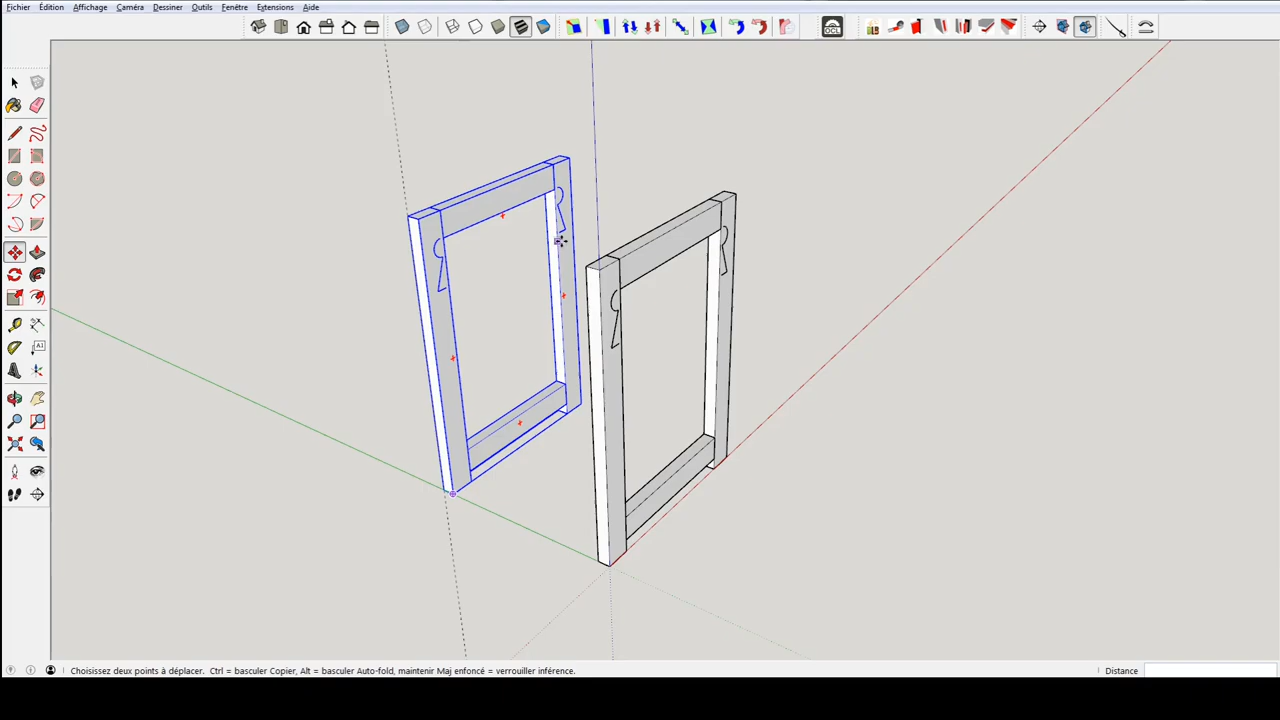 Fichier Édition Affichage Caméra Dessiner Outils Fenêtre Extensions Aide
OCL
AI
A
Choisissez deux points à déplacer. Ctrl = basculer Copier, Alt = basculer Auto-fold, maintenir Maj enfoncé = verrouiller inférence.
Distance